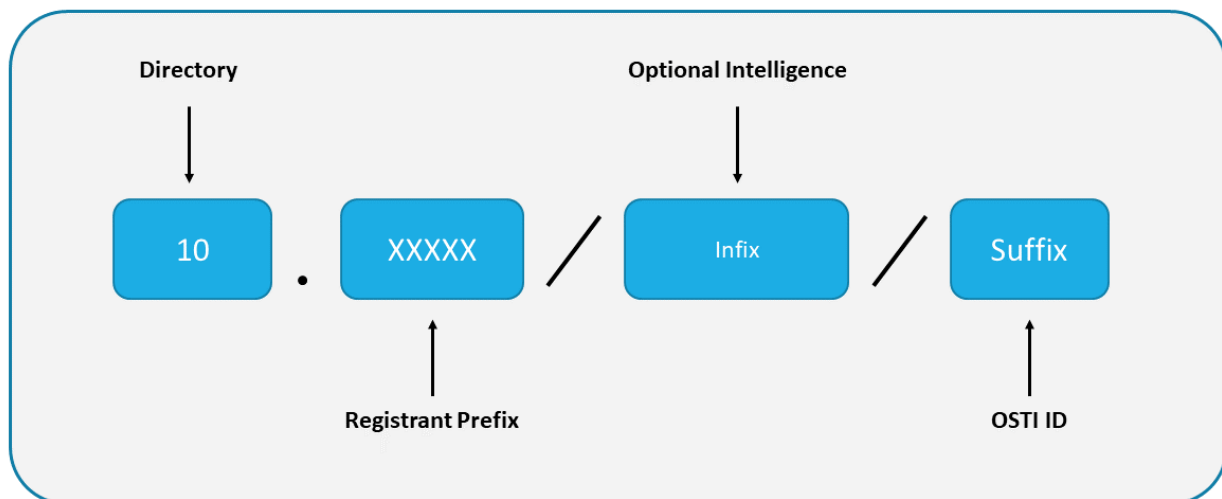 Directory
Optional Intelligence
10 . XXXXX / Infix / Suffix
Registrant Prefix
OSTI ID